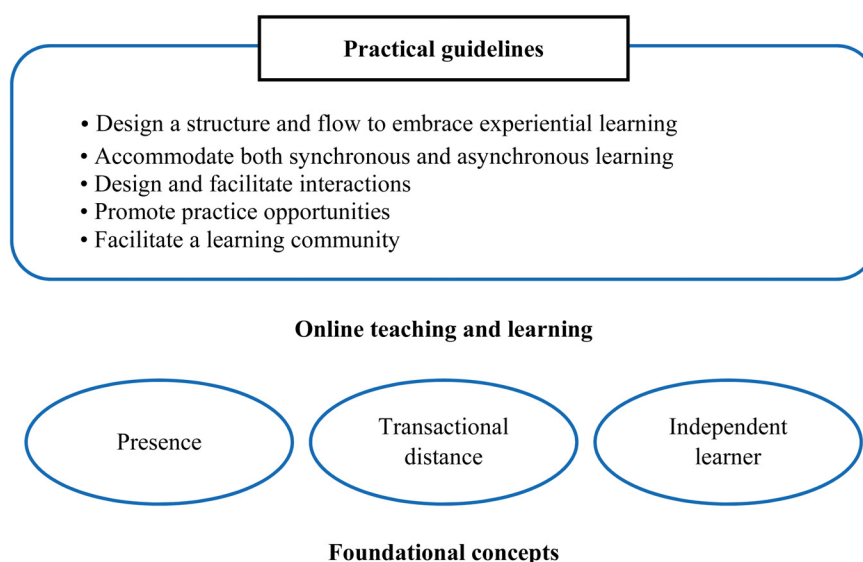 Practical guidelines
• Design a structure and flow to embrace experiential learning
• Accommodate both synchronous and asynchronous learning
• Design and facilitate interactions
• Promote practice opportunities
• Facilitate a learning community
Online teaching and learning
Presence
Transactional
distance
Independent
learner
Foundational concepts